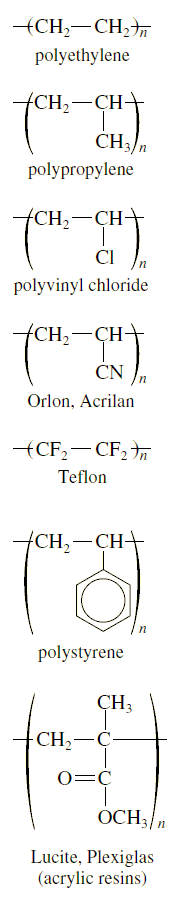 (CH₂—CH₂)n
polyethylene
CH₂—CH
CH₃ n
polypropylene
CH₂—CH
Cl n
polyvinyl chloride
CH₂—CH
CN n
Orlon, Acrilan
(CF₂—CF₂)n
Teflon
CH₂—CH
n
polystyrene
CH₃
CH₂—C
O=C
OCH₃ n
Lucite, Plexiglas
(acrylic resins)